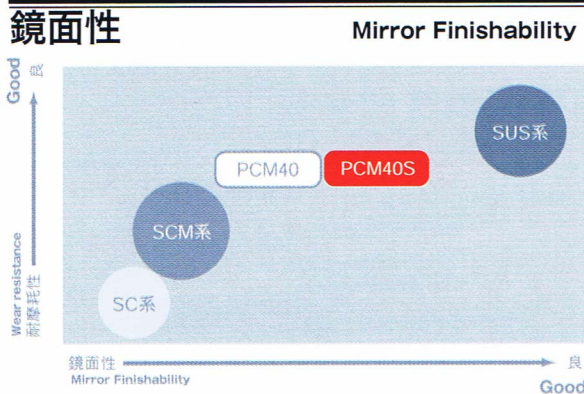 鏡面性
Mirror Finishability
Good
良
SUS系
PCM40
PCM40S
SCM系
SC系
Wear resistance
耐摩耗性
鏡面性
良
Mirror Finishability
Good